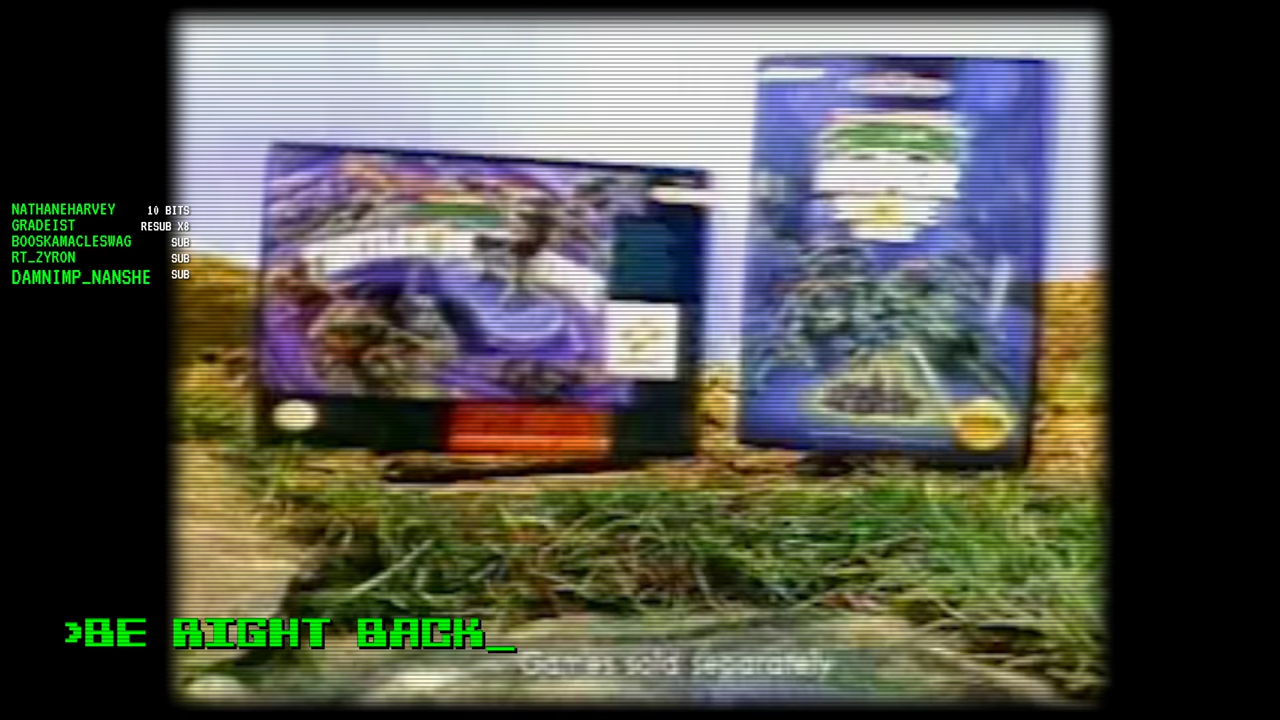 NATHANEHARVEY 10 BITS
GRADEIST RESUB X8
BOOSKAMACLESWAG SUB
RT_ZYRON SUB
DAMNIMP_NANSHE SUB
>BE RIGHT BACK_
Games sold separately